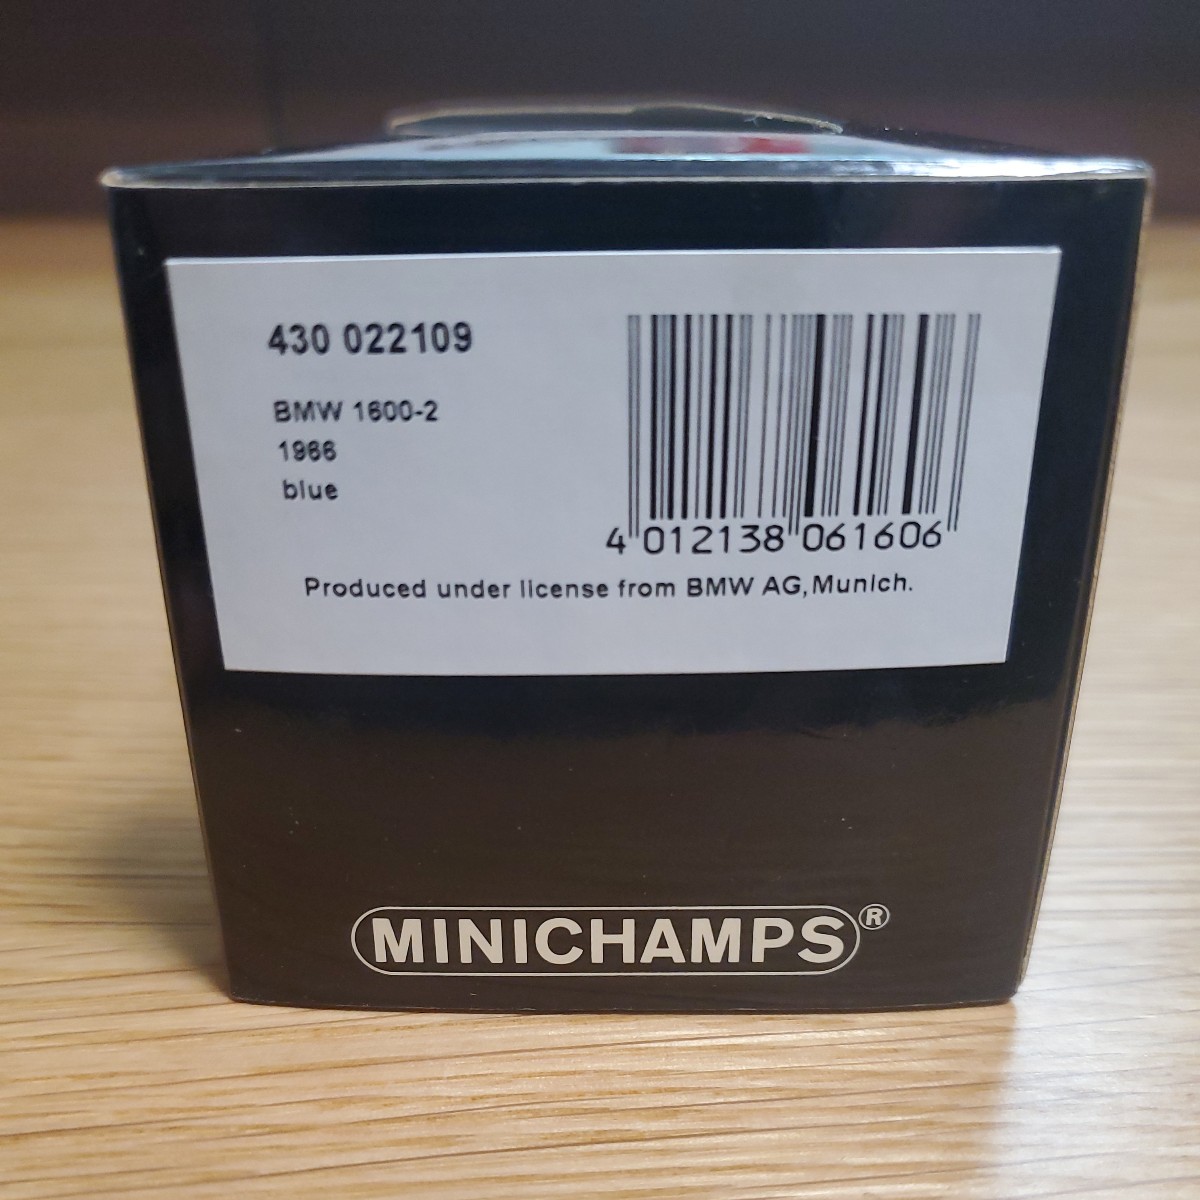 430 022109
BMW 1600-2
1966
blue
4 012138 061606
Produced under license from BMW AG, Munich.
MINICHAMPS®